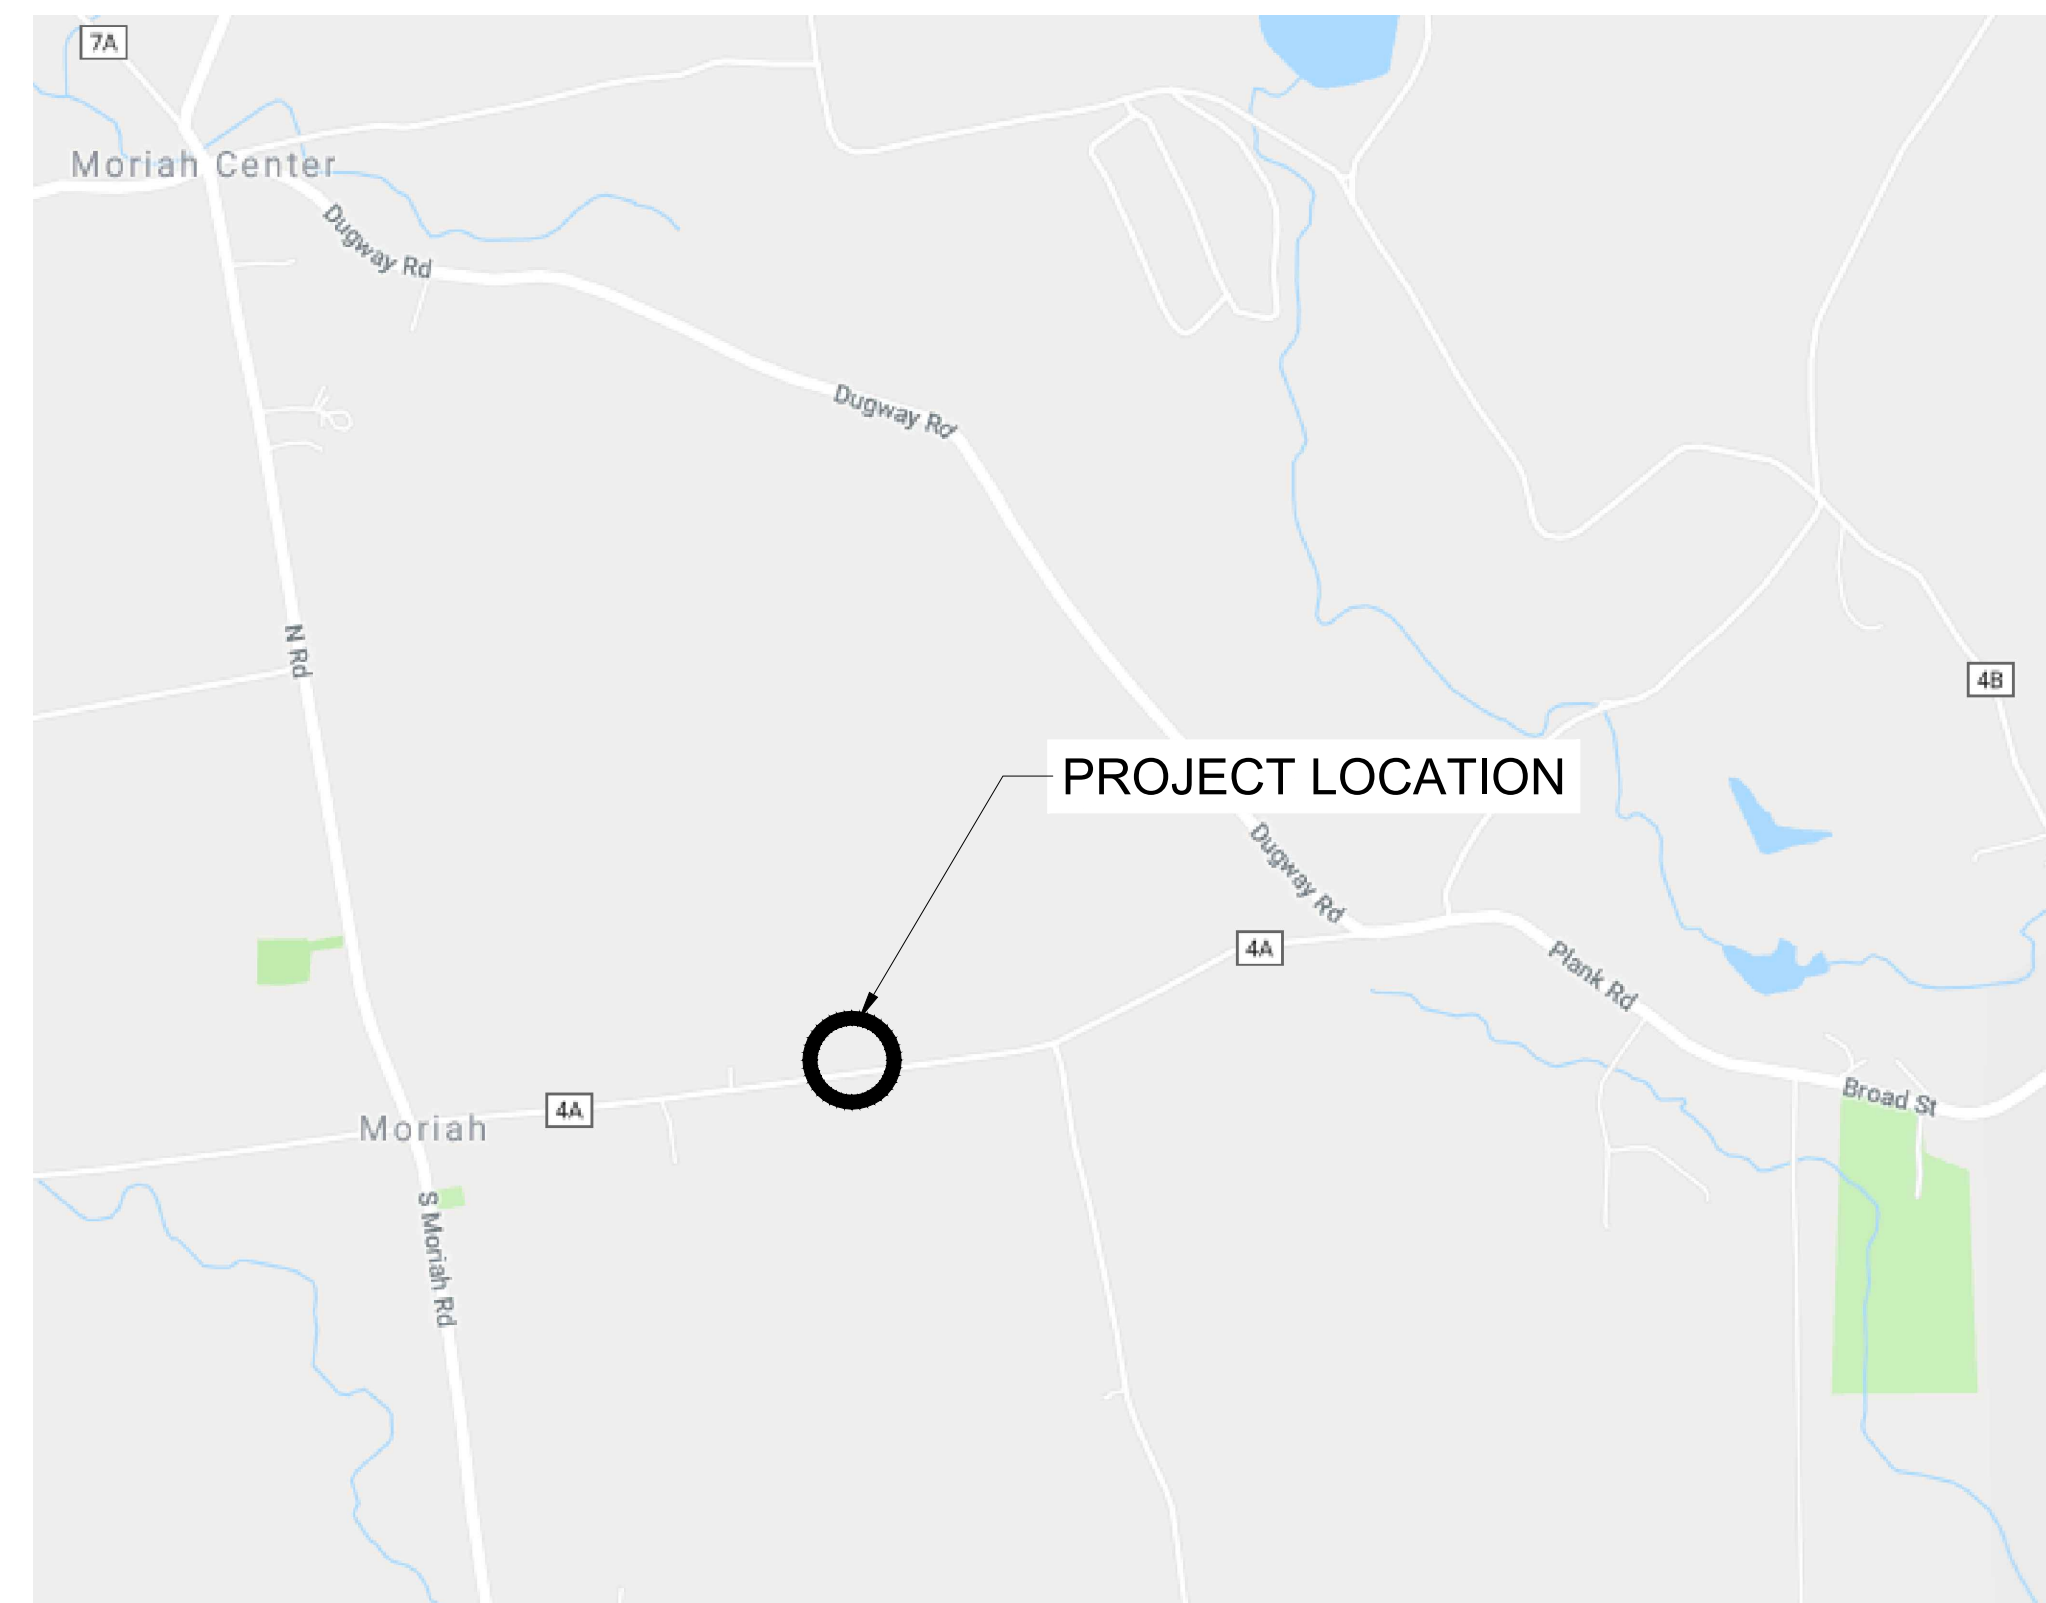 7A
Moriah Center
Dugway Rd
Dugway Rd
N Rd
4B
PROJECT LOCATION
Dugway Rd
4A
Plank Rd
Broad St
4A
Moriah
S Moriah Rd